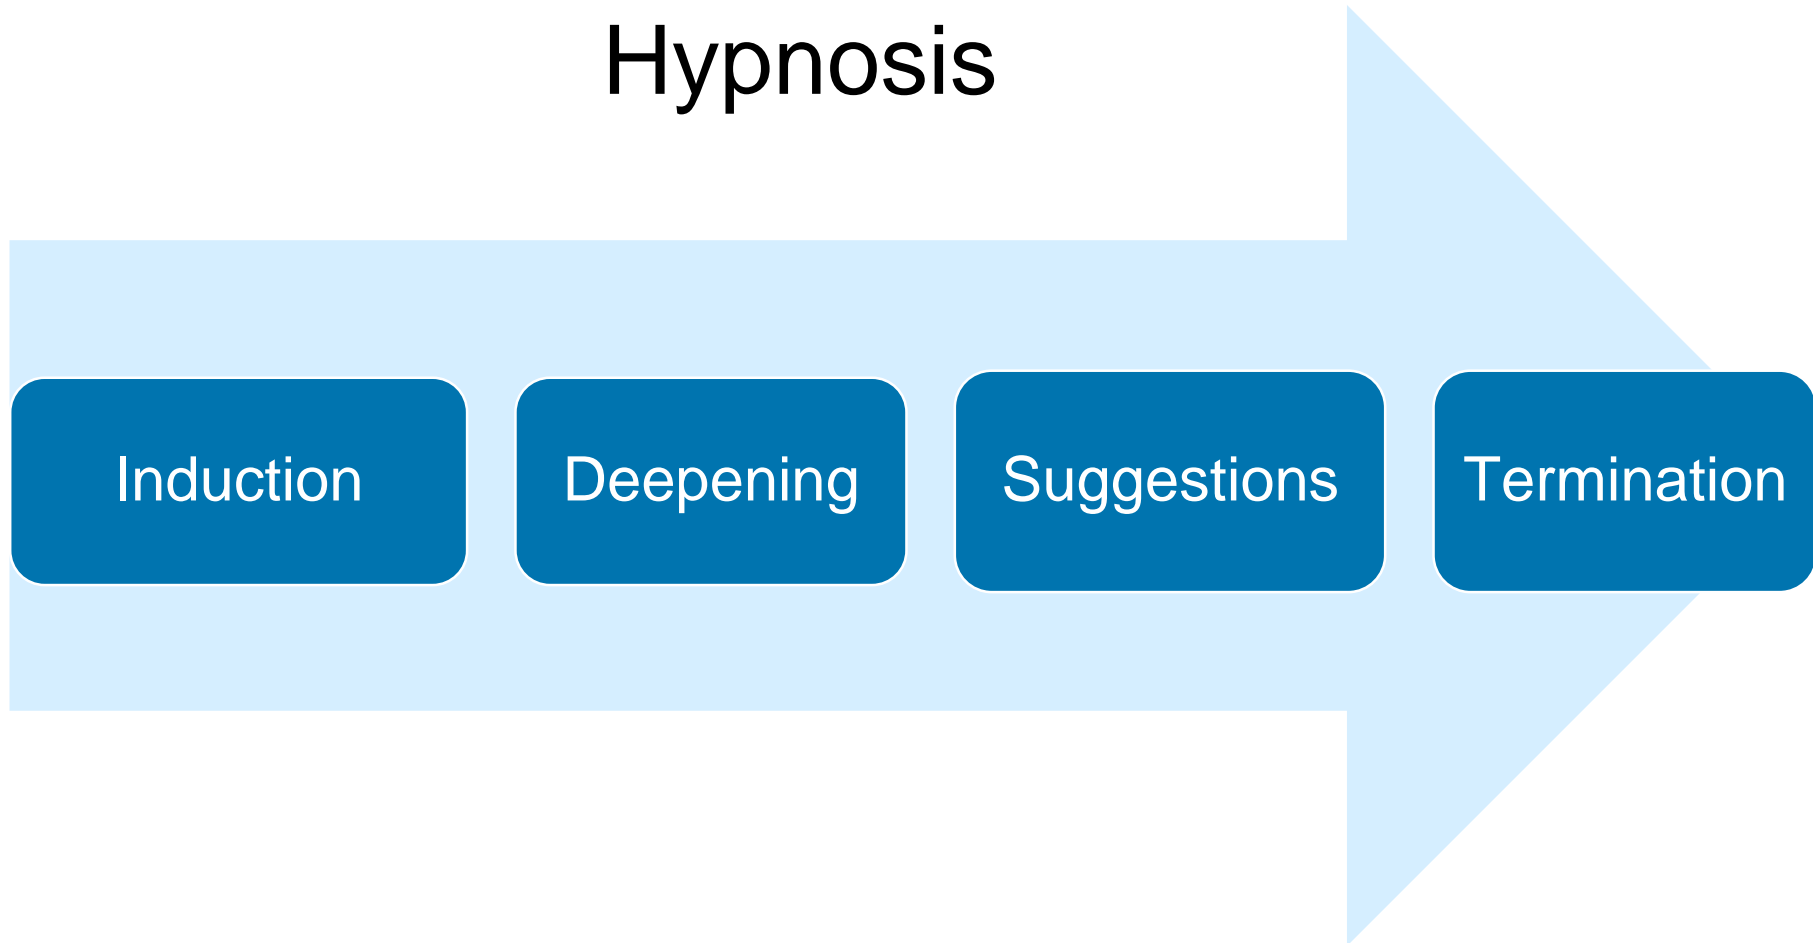 Hypnosis
Induction
Deepening
Suggestions
Termination